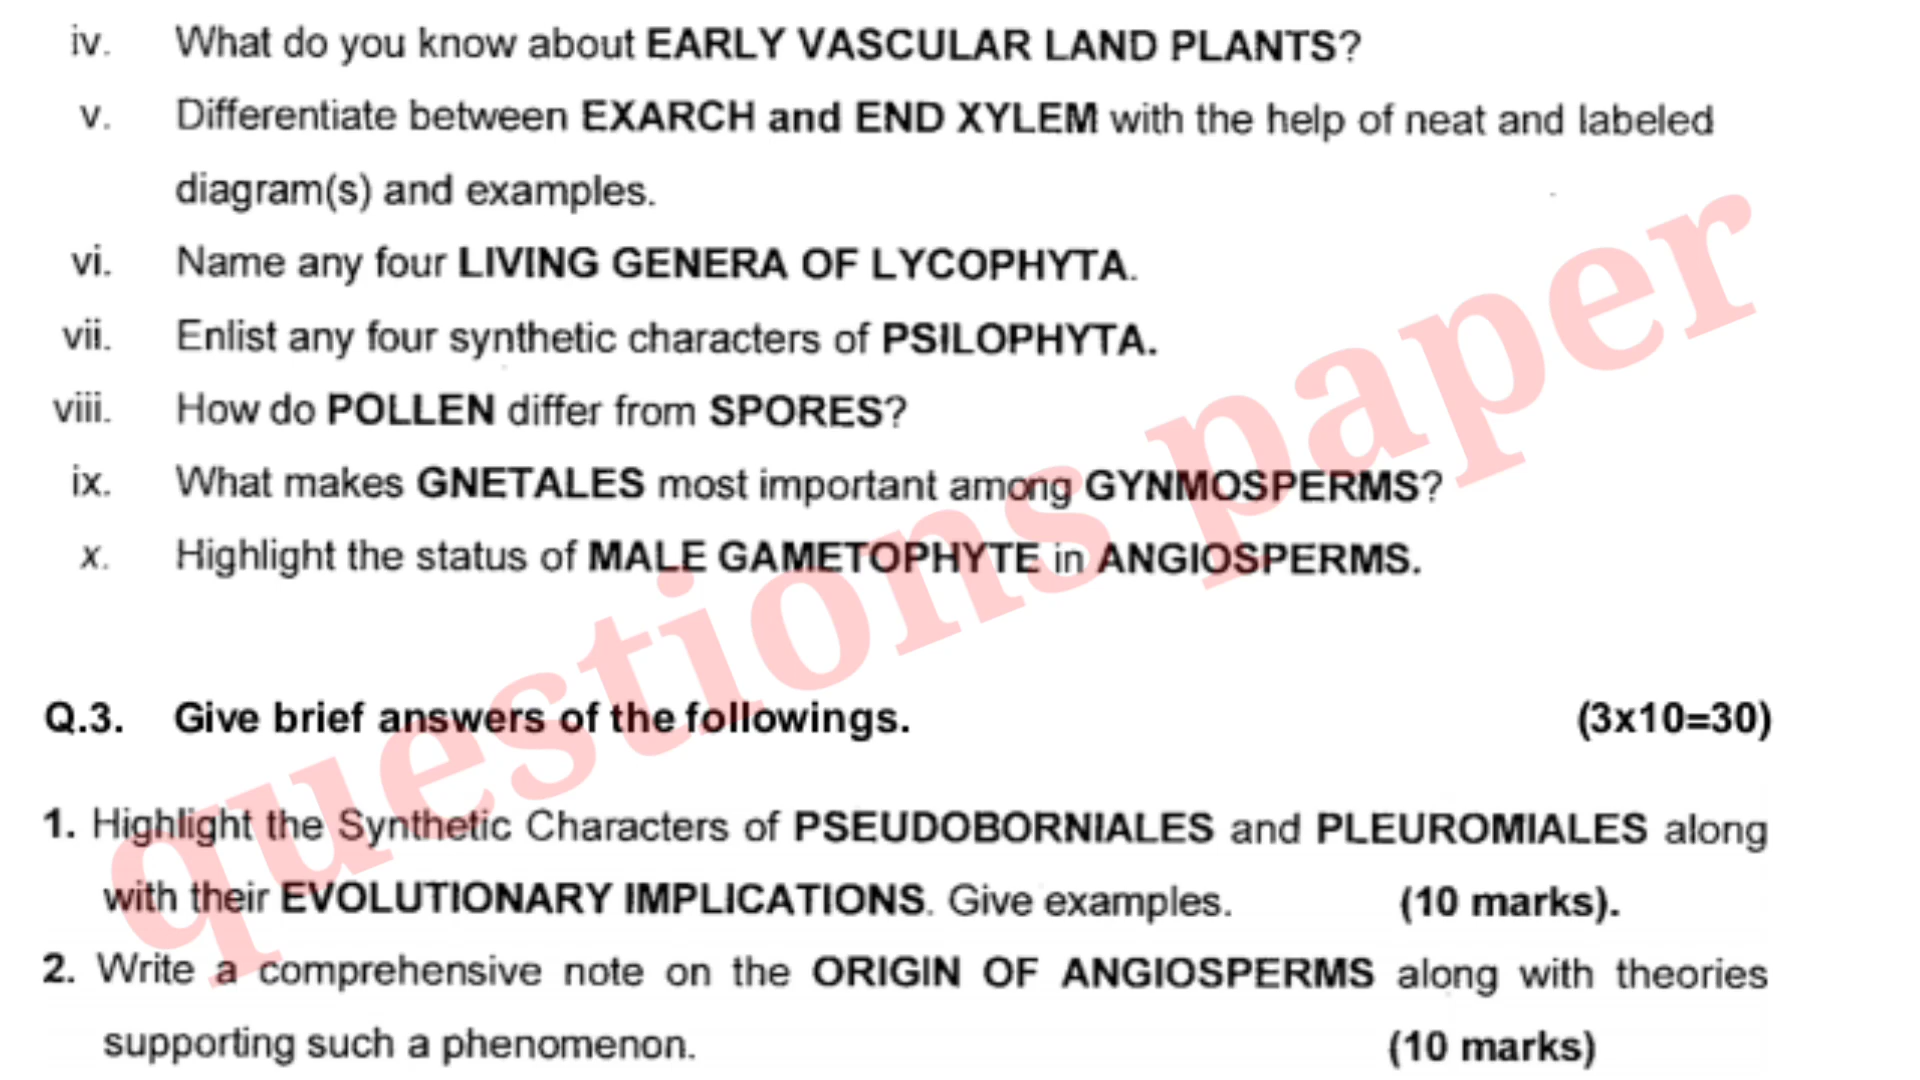 iv. What do you know about EARLY VASCULAR LAND PLANTS?
v. Differentiate between EXARCH and END XYLEM with the help of neat and labeled
diagram(s) and examples.
vi. Name any four LIVING GENERA OF LYCOPHYTA.
vii. Enlist any four synthetic characters of PSILOPHYTA.
viii. How do POLLEN differ from SPORES?
ix. What makes GNETALES most important among GYNMOSPERMS?
x. Highlight the status of MALE GAMETOPHYTE in ANGIOSPERMS.
Q.3. Give brief answers of the followings. (3x10=30)
1. Highlight the Synthetic Characters of PSEUDOBORNIALES and PLEUROMIALES along
with their EVOLUTIONARY IMPLICATIONS. Give examples. (10 marks).
2. Write a comprehensive note on the ORIGIN OF ANGIOSPERMS along with theories
supporting such a phenomenon. (10 marks)
questions paper